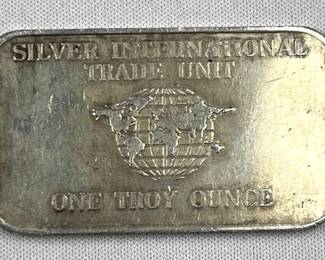 SILVER INTERNATIONAL
TRADE UNIT
ONE TROY OUNCE